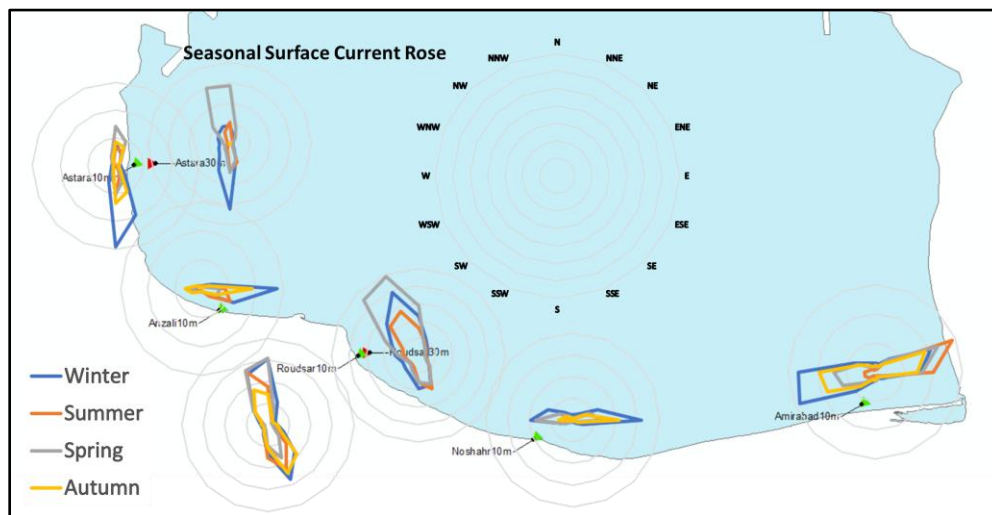 Seasonal Surface Current Rose
N
NNW
NNE
NW
NE
WNW
ENE
W
E
WSW
ESE
SW
SE
SSW
SSE
S
Astara10m
Astara30m
Anzali10m
Roudsar10m
Roudsar30m
Noshahr10m
Amirabad10m
Winter
Summer
Spring
Autumn